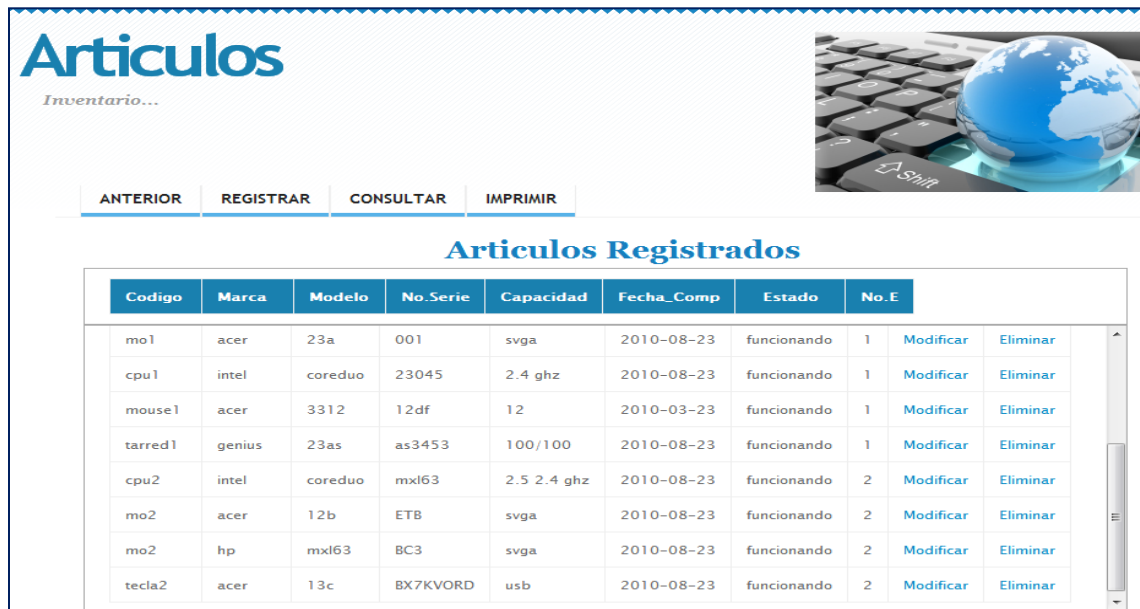 Articulos
Inventario...
Shift
ANTERIOR REGISTRAR CONSULTAR IMPRIMIR
Articulos Registrados
Codigo Marca Modelo No.Serie Capacidad Fecha_Comp Estado No.E
mo1 acer 23a 001 svga 2010-08-23 funcionando 1 Modificar Eliminar
cpu1 intel coreduo 23045 2.4 ghz 2010-08-23 funcionando 1 Modificar Eliminar
mouse1 acer 3312 12df 12 2010-03-23 funcionando 1 Modificar Eliminar
tarred1 genius 23as as3453 100/100 2010-08-23 funcionando 1 Modificar Eliminar
cpu2 intel coreduo mxl63 2.5 2.4 ghz 2010-08-23 funcionando 2 Modificar Eliminar
mo2 acer 12b ETB svga 2010-08-23 funcionando 2 Modificar Eliminar
mo2 hp mxl63 BC3 svga 2010-08-23 funcionando 2 Modificar Eliminar
tecla2 acer 13c BX7KVORD usb 2010-08-23 funcionando 2 Modificar Eliminar